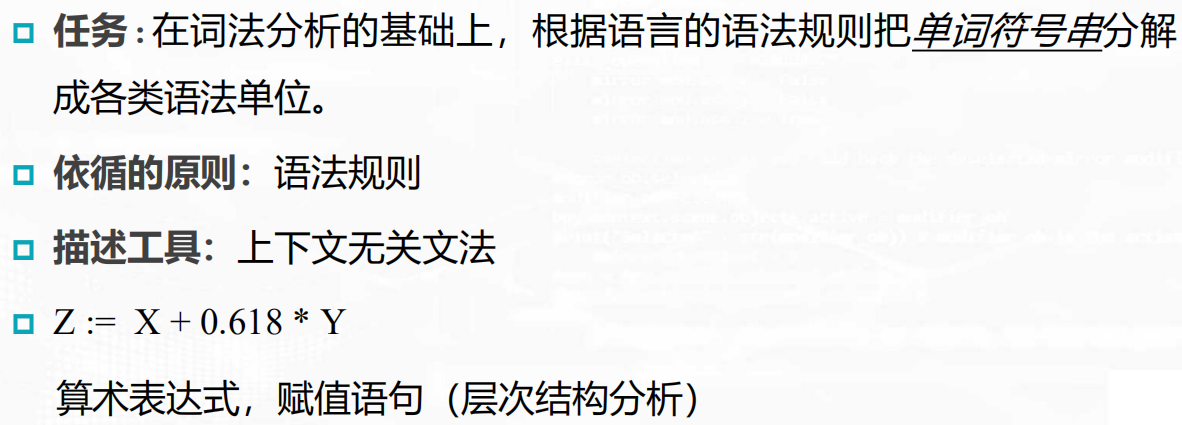 任务：在词法分析的基础上，根据语言的语法规则把单词符号串分解
成各类语法单位。
依循的原则：语法规则
描述工具：上下文无关文法
Z := X + 0.618 * Y
算术表达式，赋值语句（层次结构分析）